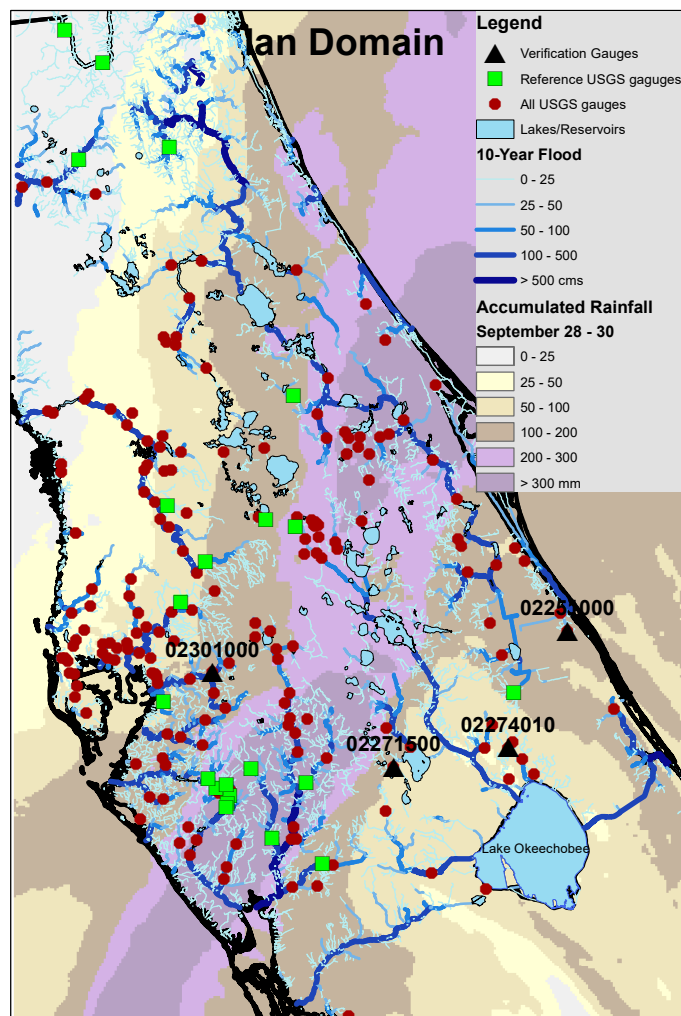 Ian Domain
Legend
Verification Gauges
Reference USGS gaguges
All USGS gauges
Lakes/Reservoirs
10-Year Flood
0 - 25
25 - 50
50 - 100
100 - 500
> 500 cms
Accumulated Rainfall
September 28 - 30
0 - 25
25 - 50
50 - 100
100 - 200
200 - 300
> 300 mm
02251000
02301000
02274010
02271500
Lake Okeechobee